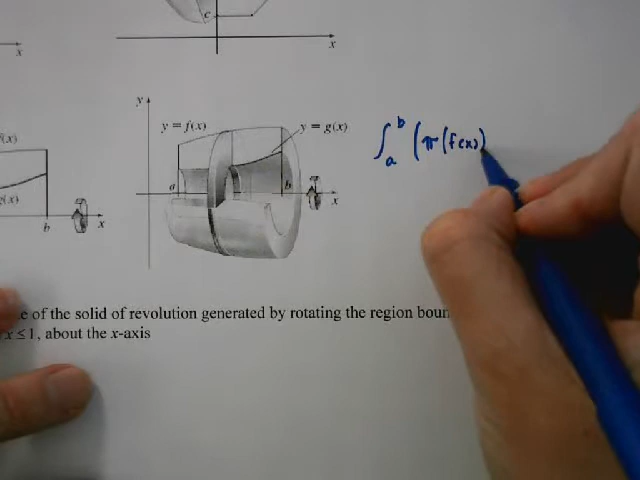 c
x
x
y
y = f(x)
y = g(x)
∫ₐᵇ (π(f(x))
f(x)
g(x)
a
b
x
b
x
e of the solid of revolution generated by rotating the region boun
x ≤ 1, about the x-axis